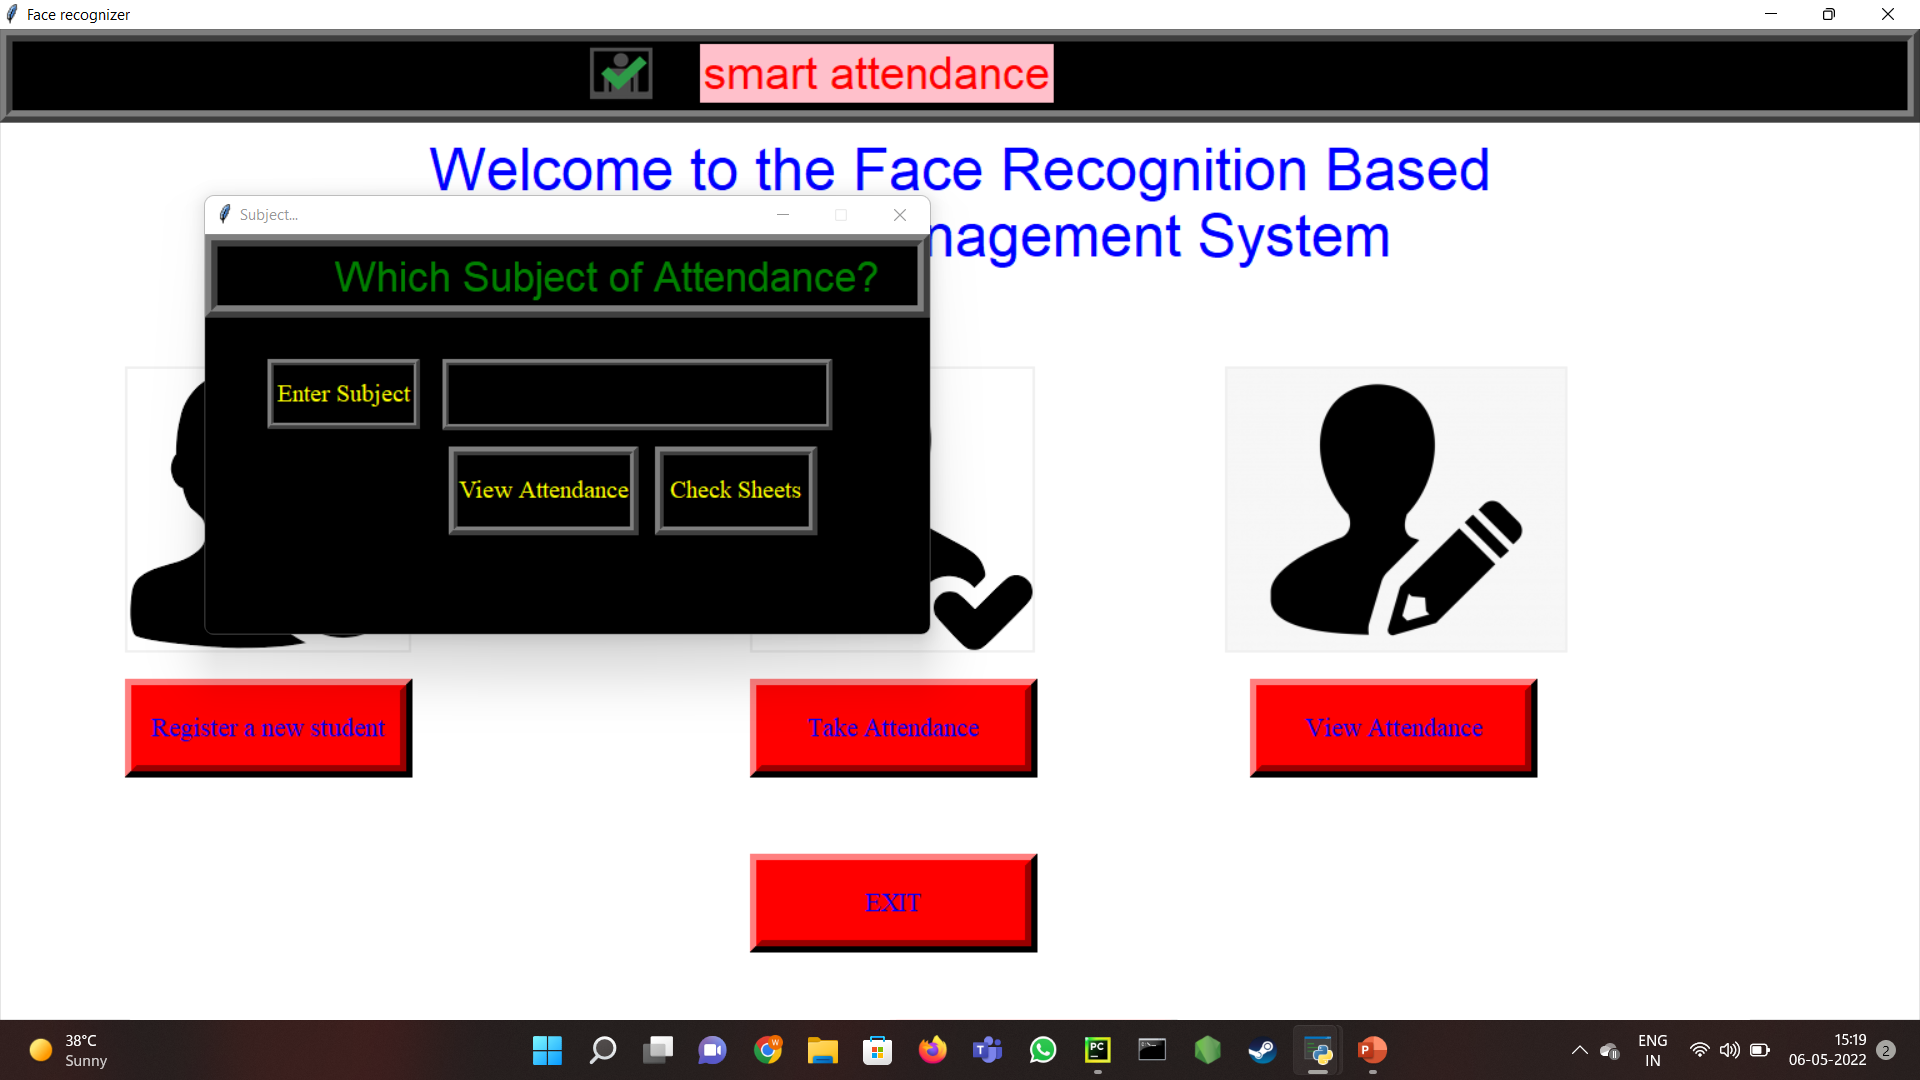 Face recognizer
smart attendance
Welcome to the Face Recognition Based
nagement System
Subject...
Which Subject of Attendance?
Enter Subject
View Attendance
Check Sheets
Register a new student
Take Attendance
View Attendance
EXIT
38°C
Sunny
ENG
IN
15:19
06-05-2022
2